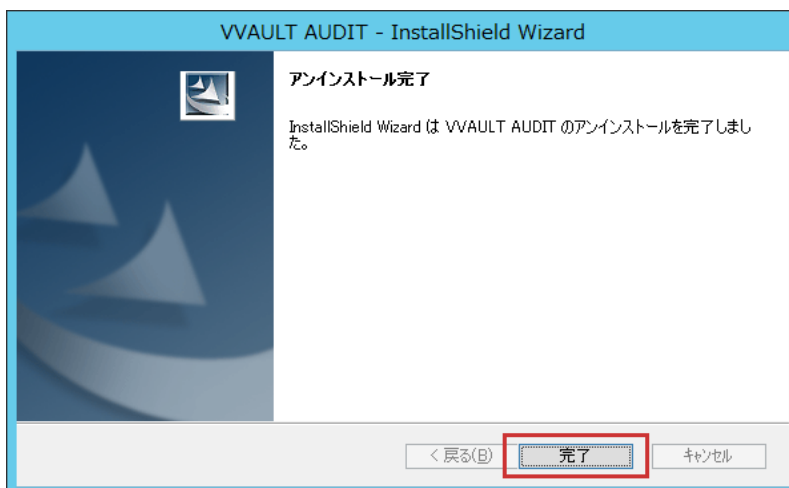 VVAULT AUDIT - InstallShield Wizard
アンインストール完了
InstallShield Wizard は VVAULT AUDIT のアンインストールを完了しまし
た。
< 戻る(B)
完了
キャンセル